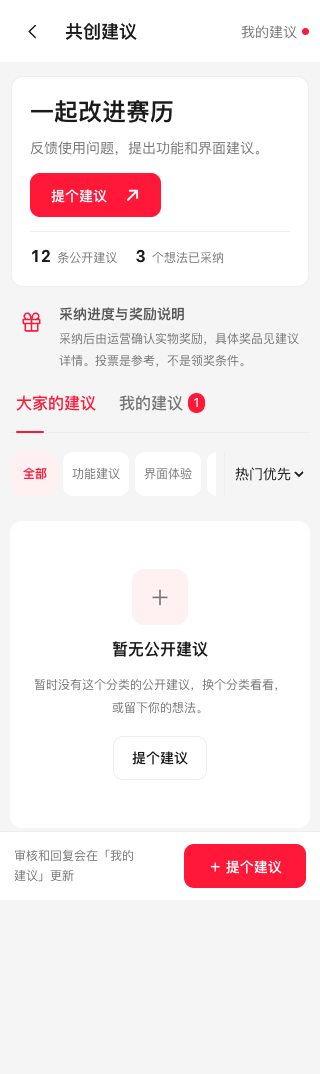 共创建议
我的建议
一起改进赛历
反馈使用问题，提出功能和界面建议。
提个建议
12 条公开建议 3 个想法已采纳
采纳进度与奖励说明
采纳后由运营确认实物奖励，具体奖品见建议
详情。投票是参考，不是领奖条件。
大家的建议 我的建议 1
全部 功能建议 界面体验 热门优先
暂无公开建议
暂时没有这个分类的公开建议，换个分类看看，
或留下你的想法。
提个建议
审核和回复会在「我的
建议」更新
+ 提个建议